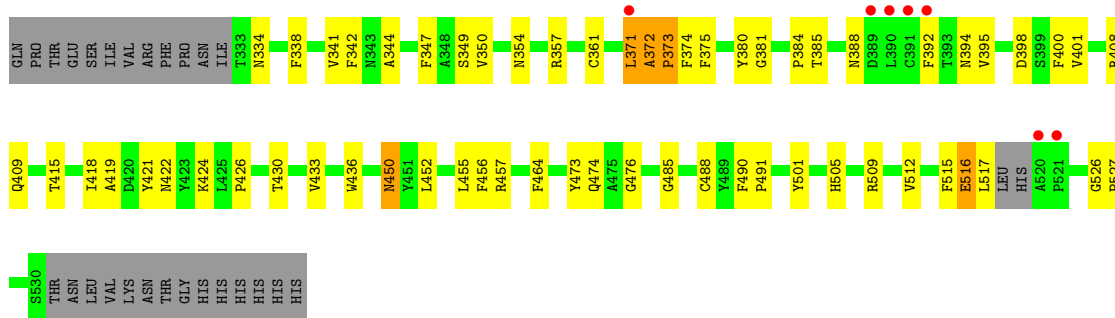 GLN PRO THR GLU SER ILE VAL ARG PHE PRO ASN ILE T333 N334 F338 V341 F342 N343 A344 F347 A348 S349 V350 N354 R357 C361 L371 A372 P373 F374 F375 Y380 G381 P384 T385 N388 D389 L390 C391 F392 T393 N394 V395 D398 S399 F400 V401 R408
Q409 T415 I418 A419 D420 Y421 N422 Y423 K424 L425 P426 T430 V433 W436 N450 Y451 L452 L455 F456 R457 F464 Y473 Q474 A475 G476 G485 C488 Y489 F490 P491 Y501 H505 R509 V512 F515 E516 L517 LEU HIS A520 P521 G526 P527
S530 THR ASN LEU VAL LYS ASN THR GLY HIS HIS HIS HIS HIS HIS